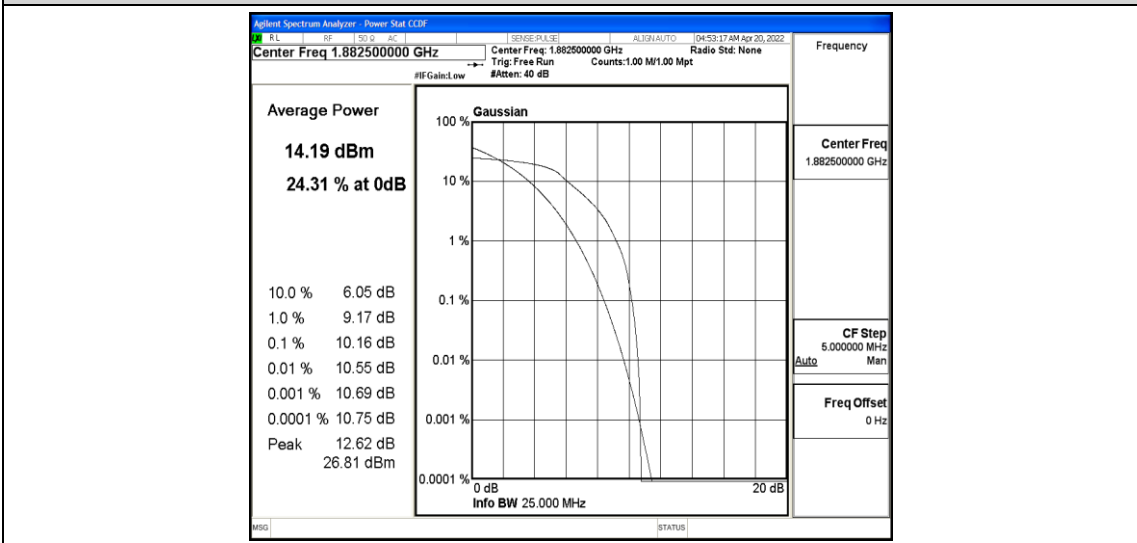 Agilent Spectrum Analyzer - Power Stat CCDF
LXI RL RF 50 Ω AC SENSE:PULSE ALIGNAUTO 04:53:17 AM Apr 20, 2022
Center Freq 1.882500000 GHz Center Freq: 1.882500000 GHz Radio Std: None
Trig: Free Run Counts:1.00 M/1.00 Mpt
#IFGain:Low #Atten: 40 dB
Average Power
14.19 dBm
24.31 % at 0dB
10.0 % 6.05 dB
1.0 % 9.17 dB
0.1 % 10.16 dB
0.01 % 10.55 dB
0.001 % 10.69 dB
0.0001 % 10.75 dB
Peak 12.62 dB
26.81 dBm
Gaussian
100 %
10 %
1 %
0.1 %
0.01 %
0.001 %
0.0001 %
0 dB 20 dB
Info BW 25.000 MHz
Frequency
Center Freq
1.882500000 GHz
CF Step
5.000000 MHz
Auto Man
Freq Offset
0 Hz
MSG STATUS